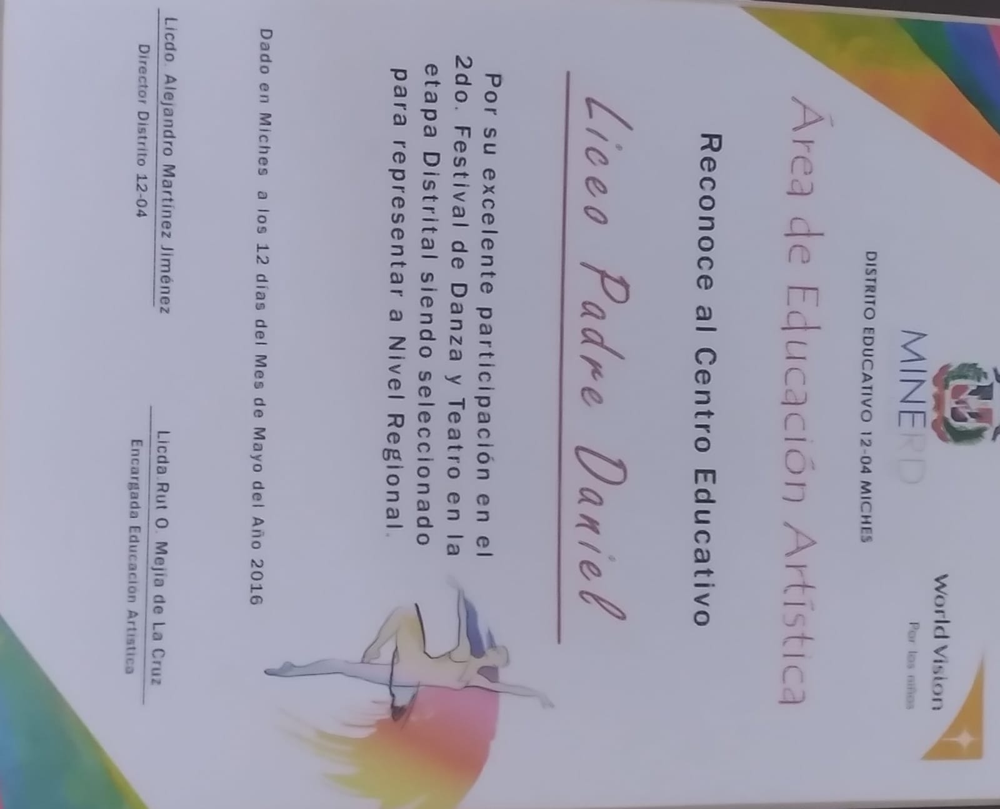 MINERD
World Vision
Por los niños
DISTRITO EDUCATIVO 12-04 MICHES
Área de Educación Artística
Reconoce al Centro Educativo
Liceo Padre Daniel
Por su excelente participación en el
2do. Festival de Danza y Teatro en la
etapa Distrital siendo seleccionado
para representar a Nivel Regional.
Dado en Miches a los 12 días del Mes de Mayo del Año 2016
Licdo. Alejandro Martínez Jiménez
Director Distrito 12-04
Licda.Rut O. Mejía de La Cruz
Encargada Educación Artística